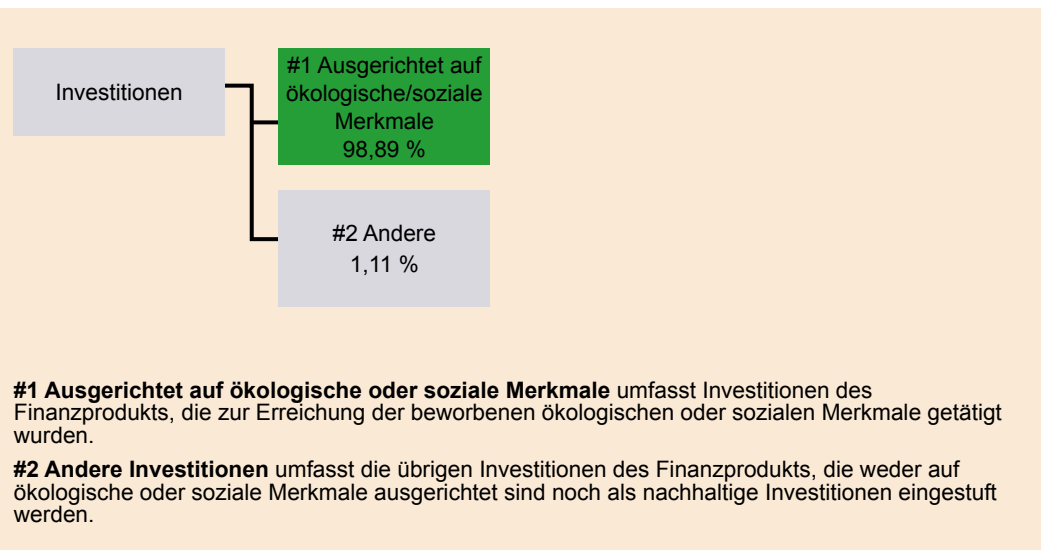 Investitionen
#1 Ausgerichtet auf
ökologische/soziale
Merkmale
98,89 %
#2 Andere
1,11 %
#1 Ausgerichtet auf ökologische oder soziale Merkmale umfasst Investitionen des
Finanzprodukts, die zur Erreichung der beworbenen ökologischen oder sozialen Merkmale getätigt
wurden.
#2 Andere Investitionen umfasst die übrigen Investitionen des Finanzprodukts, die weder auf
ökologische oder soziale Merkmale ausgerichtet sind noch als nachhaltige Investitionen eingestuft
werden.